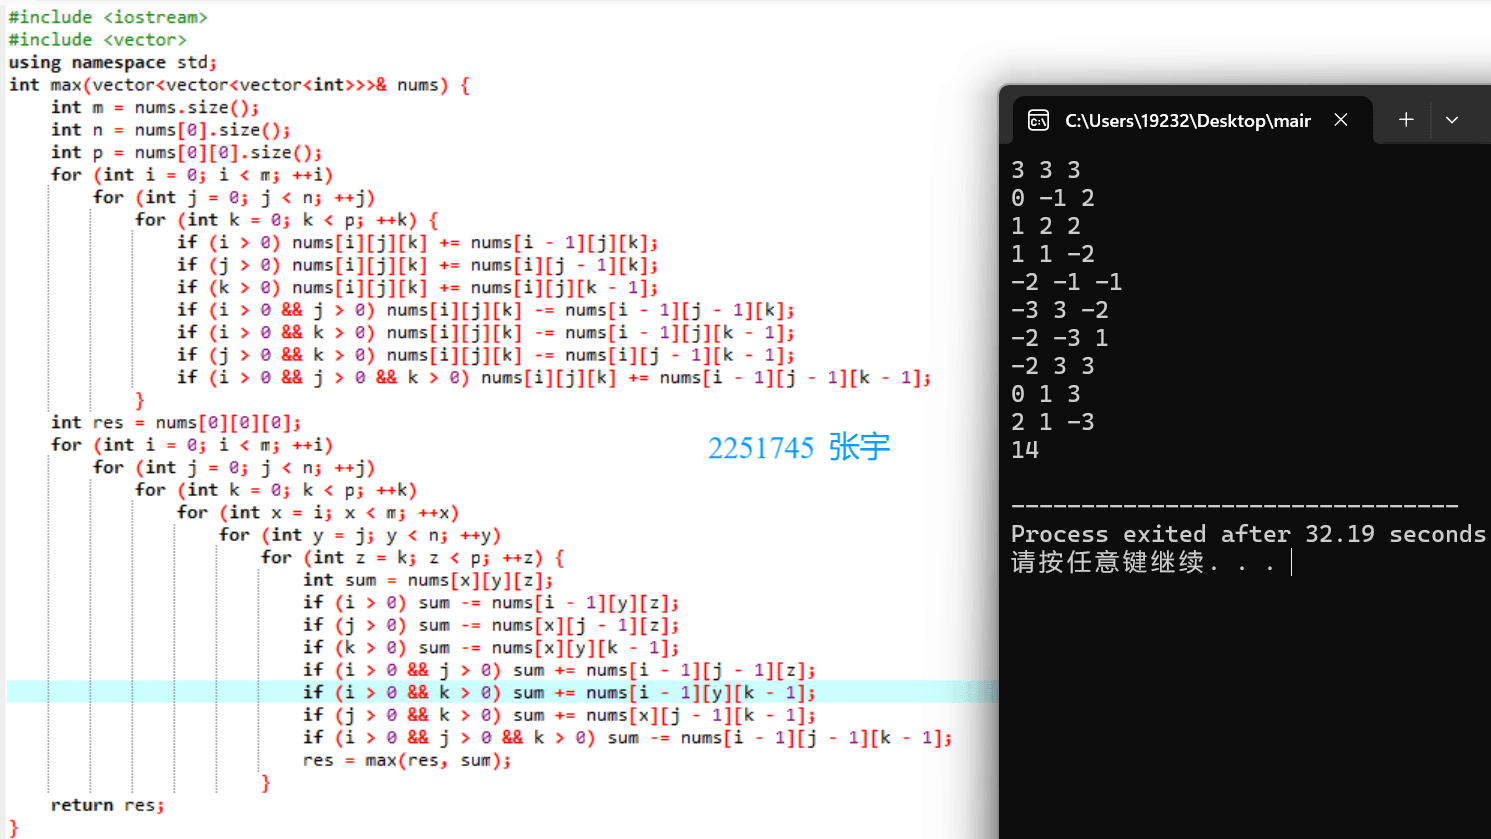 #include <iostream>
#include <vector>
using namespace std;
int max(vector<vector<vector<int>>>& nums) {
    int m = nums.size();
    int n = nums[0].size();
    int p = nums[0][0].size();
    for (int i = 0; i < m; ++i)
        for (int j = 0; j < n; ++j)
            for (int k = 0; k < p; ++k) {
                if (i > 0) nums[i][j][k] += nums[i - 1][j][k];
                if (j > 0) nums[i][j][k] += nums[i][j - 1][k];
                if (k > 0) nums[i][j][k] += nums[i][j][k - 1];
                if (i > 0 && j > 0) nums[i][j][k] -= nums[i - 1][j - 1][k];
                if (i > 0 && k > 0) nums[i][j][k] -= nums[i - 1][j][k - 1];
                if (j > 0 && k > 0) nums[i][j][k] -= nums[i][j - 1][k - 1];
                if (i > 0 && j > 0 && k > 0) nums[i][j][k] += nums[i - 1][j - 1][k - 1];
            }
    int res = nums[0][0][0];
    for (int i = 0; i < m; ++i)
        for (int j = 0; j < n; ++j)
            for (int k = 0; k < p; ++k)
                for (int x = i; x < m; ++x)
                    for (int y = j; y < n; ++y)
                        for (int z = k; z < p; ++z) {
                            int sum = nums[x][y][z];
                            if (i > 0) sum -= nums[i - 1][y][z];
                            if (j > 0) sum -= nums[x][j - 1][z];
                            if (k > 0) sum -= nums[x][y][k - 1];
                            if (i > 0 && j > 0) sum += nums[i - 1][j - 1][z];
                            if (i > 0 && k > 0) sum += nums[i - 1][y][k - 1];
                            if (j > 0 && k > 0) sum += nums[x][j - 1][k - 1];
                            if (i > 0 && j > 0 && k > 0) sum -= nums[i - 1][j - 1][k - 1];
                            res = max(res, sum);
                        }
    return res;
}
2251745 张宇
C:\Users\19232\Desktop\mair
3 3 3
0 -1 2
1 2 2
1 1 -2
-2 -1 -1
-3 3 -2
-2 -3 1
-2 3 3
0 1 3
2 1 -3
14
--------------------------------
Process exited after 32.19 seconds
请按任意键继续. . .